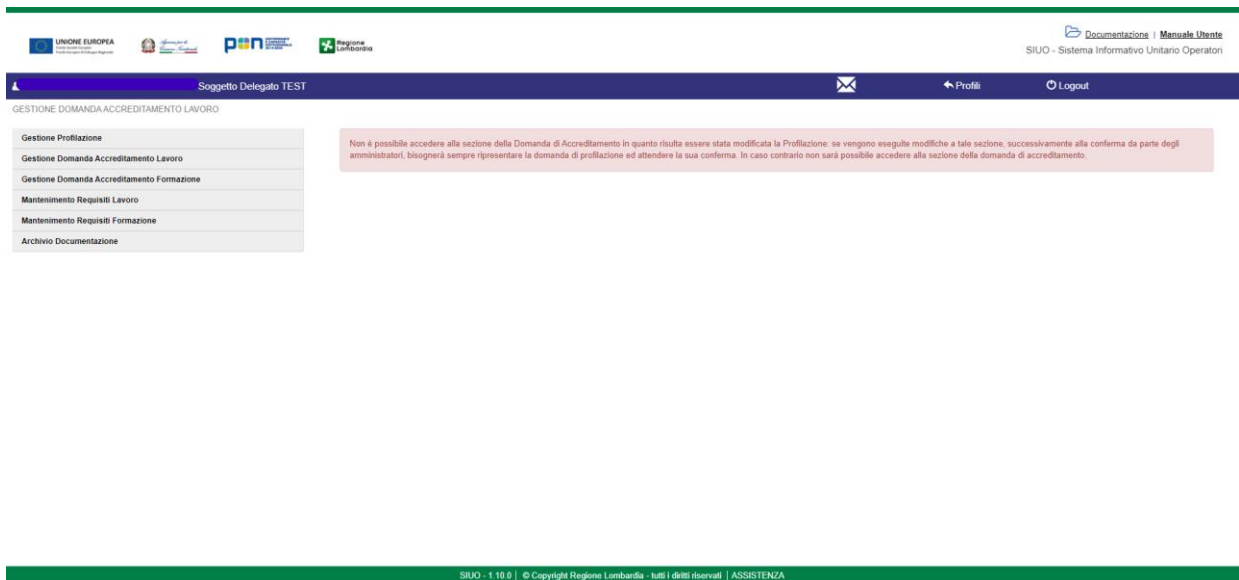 UNIONE EUROPEA
Regione
Lombardia
Documentazione | Manuale Utente
SIUO - Sistema Informativo Unitario Operatori
Soggetto Delegato TEST
Profili
Logout
GESTIONE DOMANDA ACCREDITAMENTO LAVORO
Gestione Profilazione
Gestione Domanda Accreditamento Lavoro
Gestione Domanda Accreditamento Formazione
Mantenimento Requisiti Lavoro
Mantenimento Requisiti Formazione
Archivio Documentazione
Non è possibile accedere alla sezione della Domanda di Accreditamento in quanto risulta essere stata modificata la Profilazione: se vengono eseguite modifiche a tale sezione, successivamente alla conferma da parte degli
amministratori, bisognerà sempre ripresentare la domanda di profilazione ed attendere la sua conferma. In caso contrario non sarà possibile accedere alla sezione della domanda di accreditamento.
SIUO - 1.10.0 | © Copyright Regione Lombardia - tutti i diritti riservati | ASSISTENZA